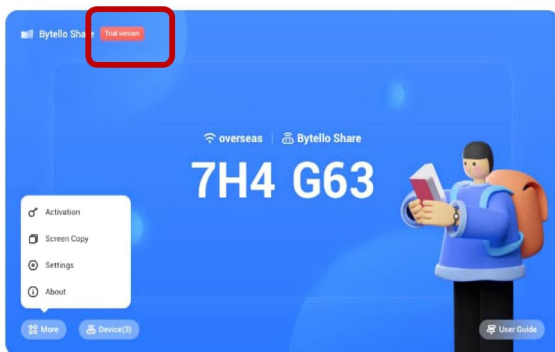 Bytello Share Trial version
overseas | Bytello Share
7H4 G63
Activation
Screen Copy
Settings
About
More Device(3) User Guide